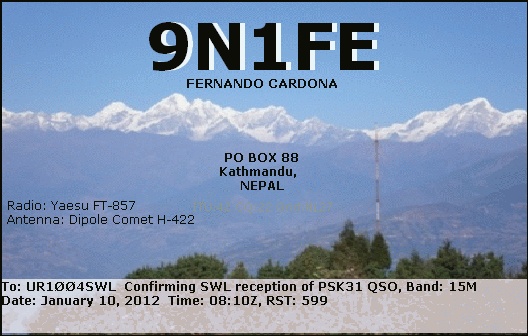 9N1FE
FERNANDO CARDONA
PO BOX 88
Kathmandu,
NEPAL
Radio: Yaesu FT-857
Antenna: Dipole Comet H-422
To: UR1ØØ4SWL Confirming SWL reception of PSK31 QSO, Band: 15M
Date: January 10, 2012 Time: 08:10Z, RST: 599